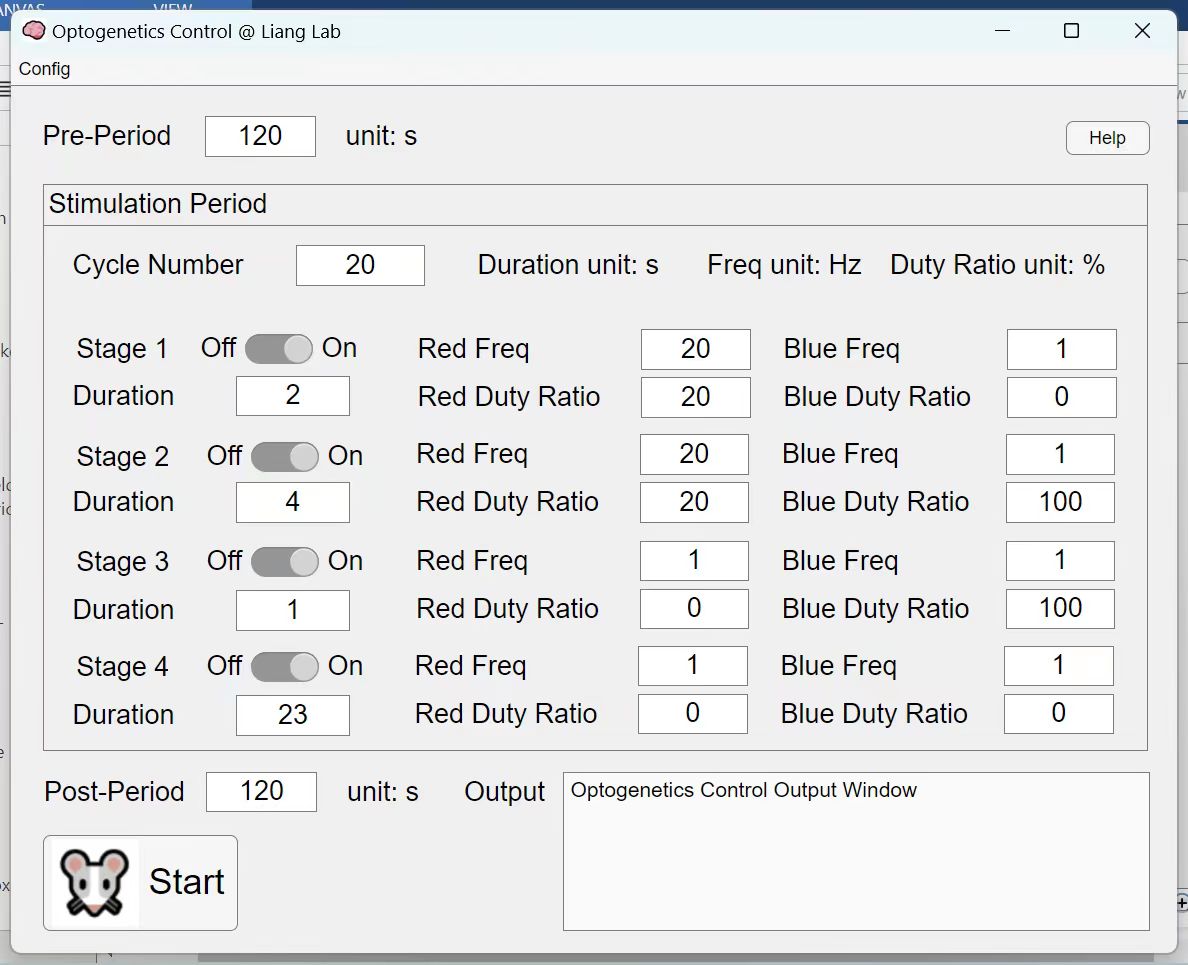 VIEW
Optogenetics Control @ Liang Lab
Config
Pre-Period 120 unit: s Help
Stimulation Period
Cycle Number 20 Duration unit: s Freq unit: Hz Duty Ratio unit: %
Stage 1 Off On Red Freq 20 Blue Freq 1
Duration 2 Red Duty Ratio 20 Blue Duty Ratio 0
Stage 2 Off On Red Freq 20 Blue Freq 1
Duration 4 Red Duty Ratio 20 Blue Duty Ratio 100
Stage 3 Off On Red Freq 1 Blue Freq 1
Duration 1 Red Duty Ratio 0 Blue Duty Ratio 100
Stage 4 Off On Red Freq 1 Blue Freq 1
Duration 23 Red Duty Ratio 0 Blue Duty Ratio 0
Post-Period 120 unit: s Output Optogenetics Control Output Window
Start